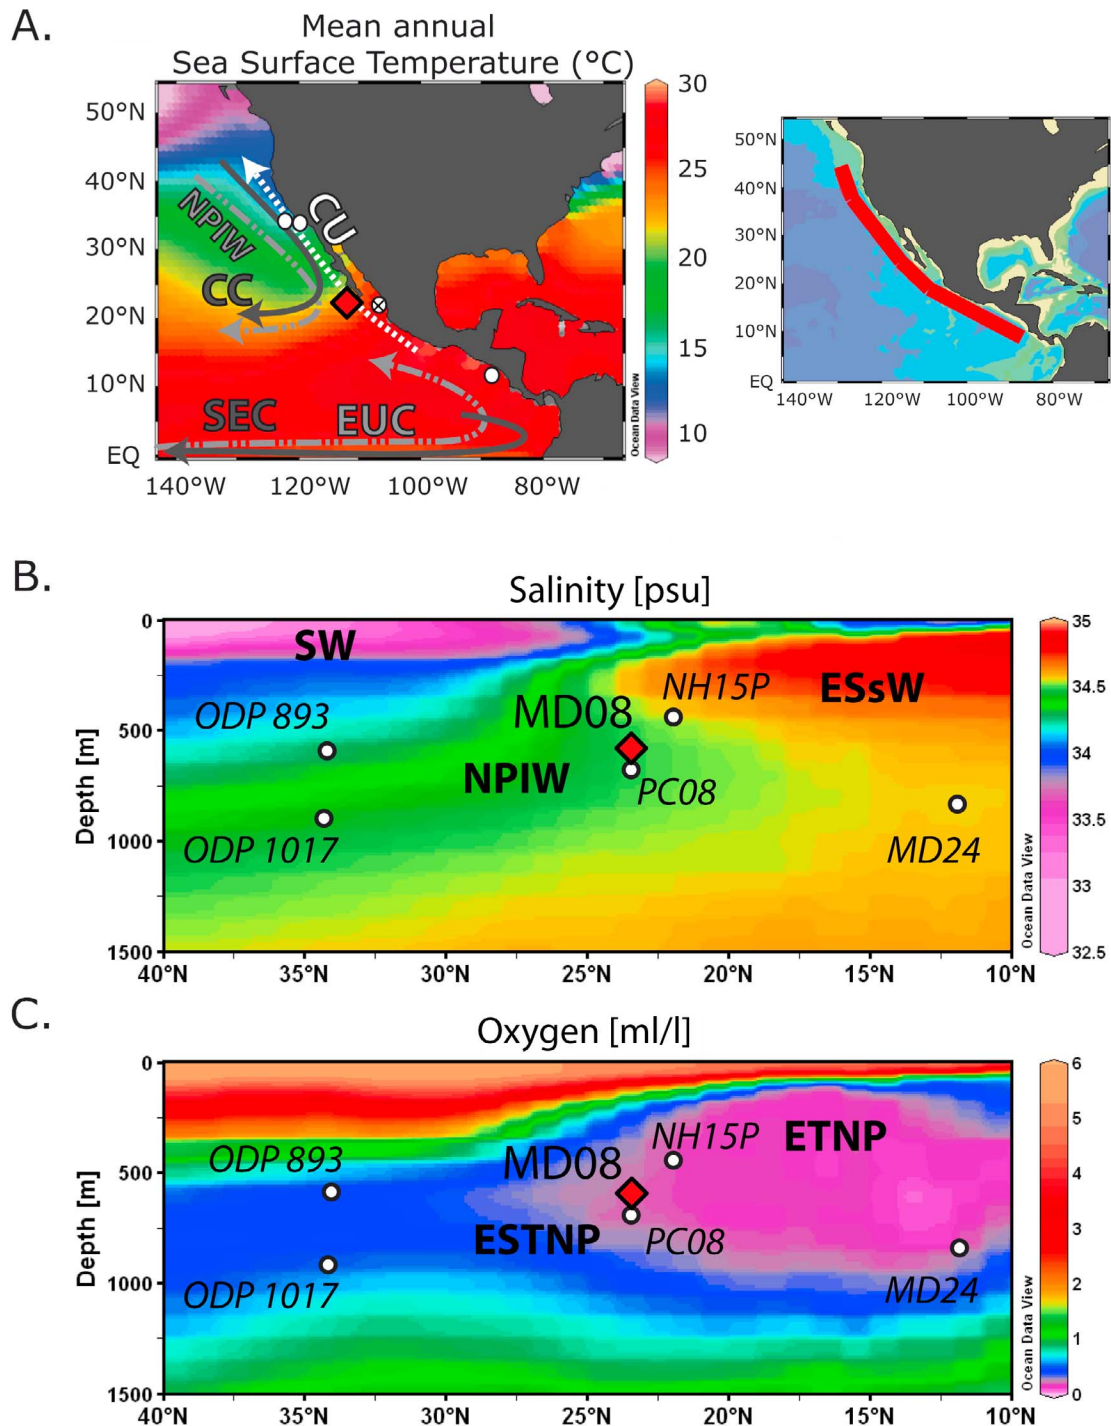 A.
Mean annual
Sea Surface Temperature (°C)
50°N
40°N
30°N
20°N
10°N
EQ
140°W 120°W 100°W 80°W
NPIW
CU
CC
SEC
EUC
30
25
20
15
10
Ocean Data View
50°N
40°N
30°N
20°N
10°N
EQ
140°W 120°W 100°W 80°W
B.
Salinity [psu]
Depth [m]
0
500
1000
1500
40°N 35°N 30°N 25°N 20°N 15°N 10°N
SW
ODP 893
ODP 1017
NPIW
MD08
PC08
NH15P
ESsW
MD24
35
34.5
34
33.5
33
32.5
Ocean Data View
C.
Oxygen [ml/l]
Depth [m]
0
500
1000
1500
40°N 35°N 30°N 25°N 20°N 15°N 10°N
ODP 893
ODP 1017
ESTNP
MD08
PC08
NH15P
ETNP
MD24
6
5
4
3
2
1
0
Ocean Data View